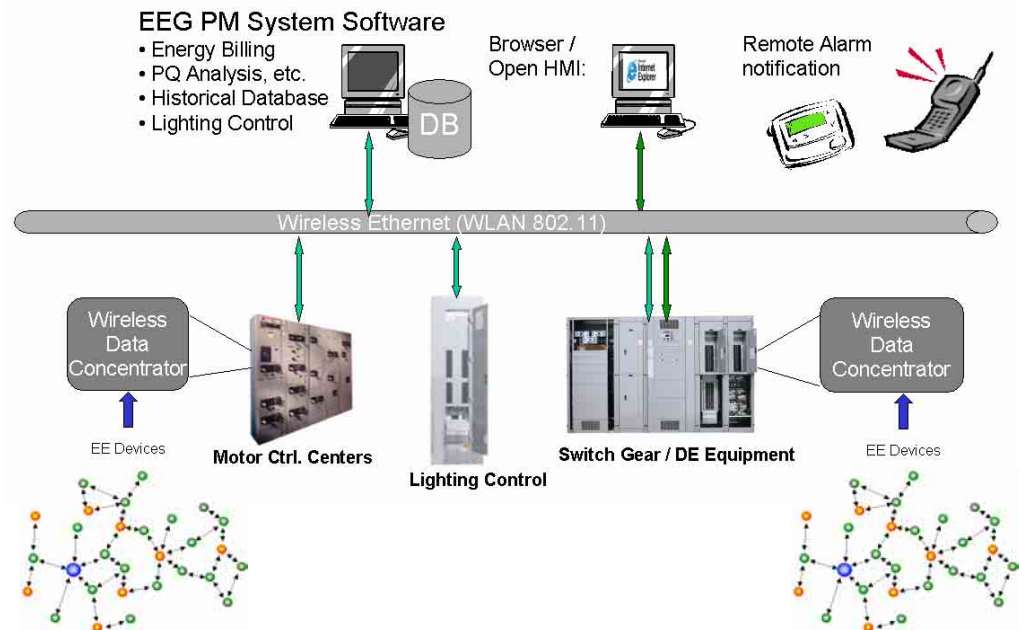 EEG PM System Software
• Energy Billing
• PQ Analysis, etc.
• Historical Database
• Lighting Control
DB
Browser /
Open HMI:
Internet
Explorer
Remote Alarm
notification
Wireless Ethernet (WLAN 802.11)
Wireless
Data
Concentrator
EE Devices
Motor Ctrl. Centers
Lighting Control
Switch Gear / DE Equipment
Wireless
Data
Concentrator
EE Devices